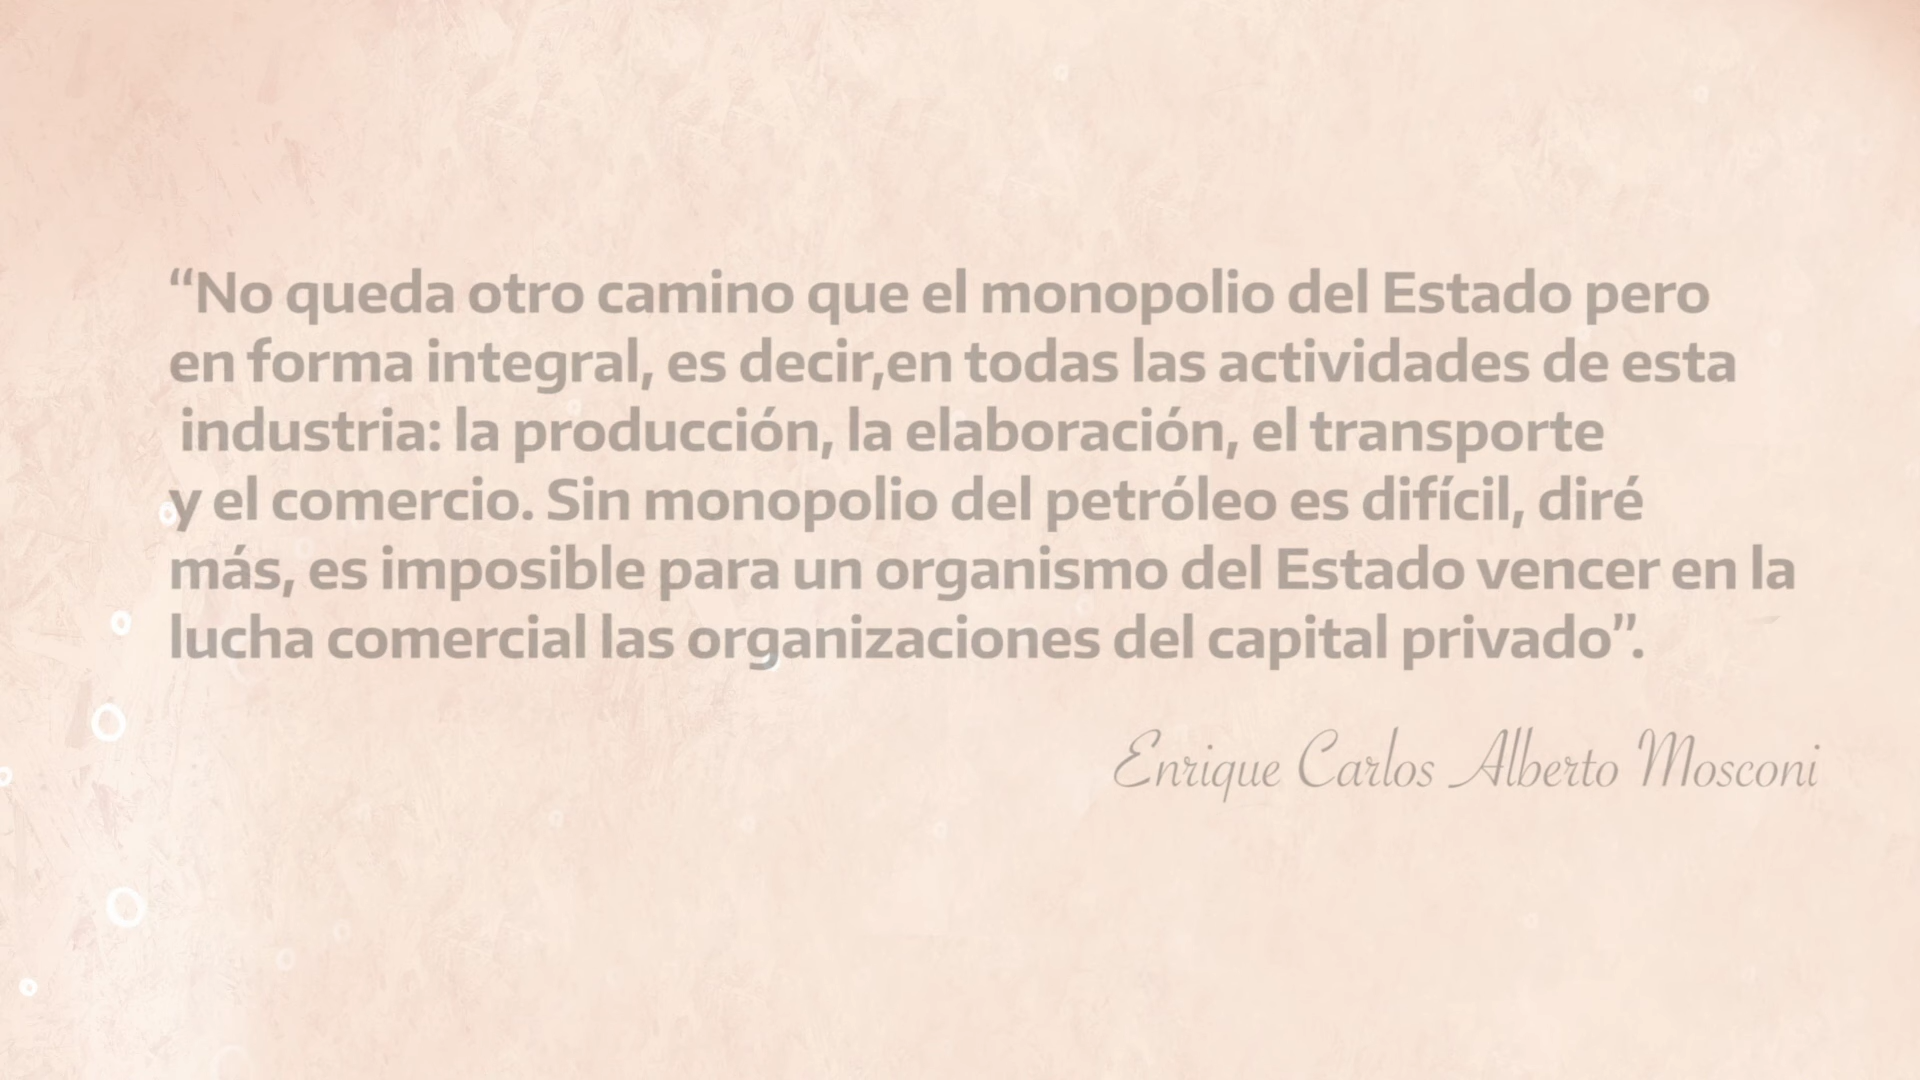 “No queda otro camino que el monopolio del Estado pero
en forma integral, es decir,en todas las actividades de esta
industria: la producción, la elaboración, el transporte
y el comercio. Sin monopolio del petróleo es difícil, diré
más, es imposible para un organismo del Estado vencer en la
lucha comercial las organizaciones del capital privado”.
Enrique Carlos Alberto Mosconi